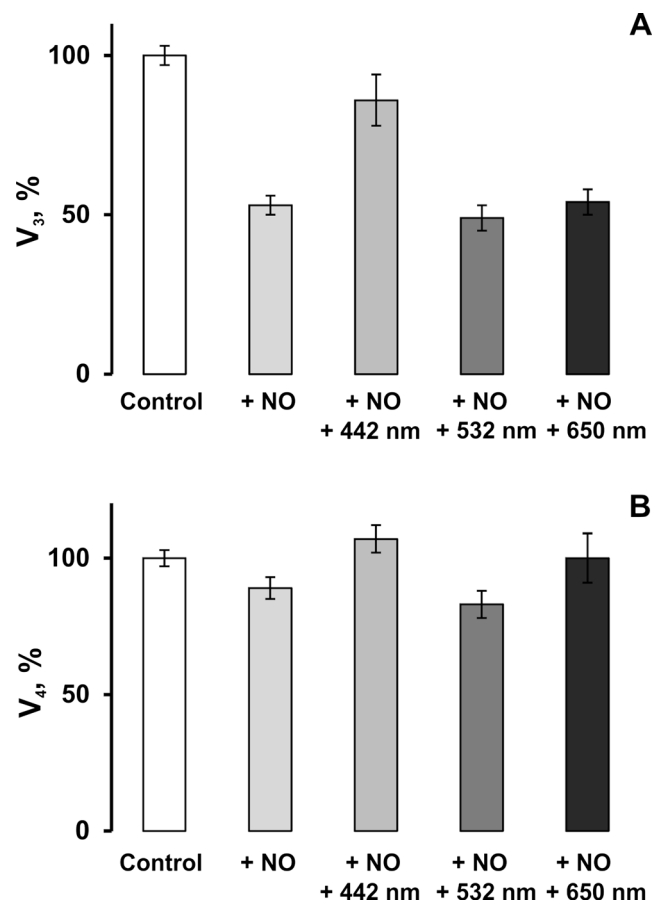 A
100
50
0
V₃, %
Control
+ NO
+ NO
+ NO
+ NO
+ 442 nm
+ 532 nm
+ 650 nm
B
100
50
0
V₄, %
Control
+ NO
+ NO
+ NO
+ NO
+ 442 nm
+ 532 nm
+ 650 nm